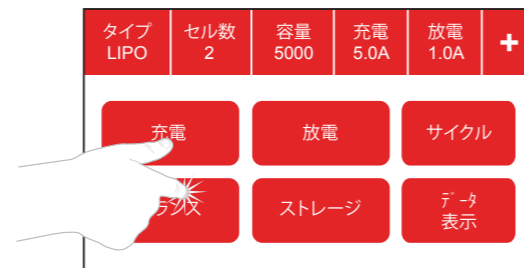 タイプ セル数 容量 充電 放電 +
LIPO 2 5000 5.0A 1.0A
充電 放電 サイクル
ランス ストレージ ﾃﾞｰﾀ
表示